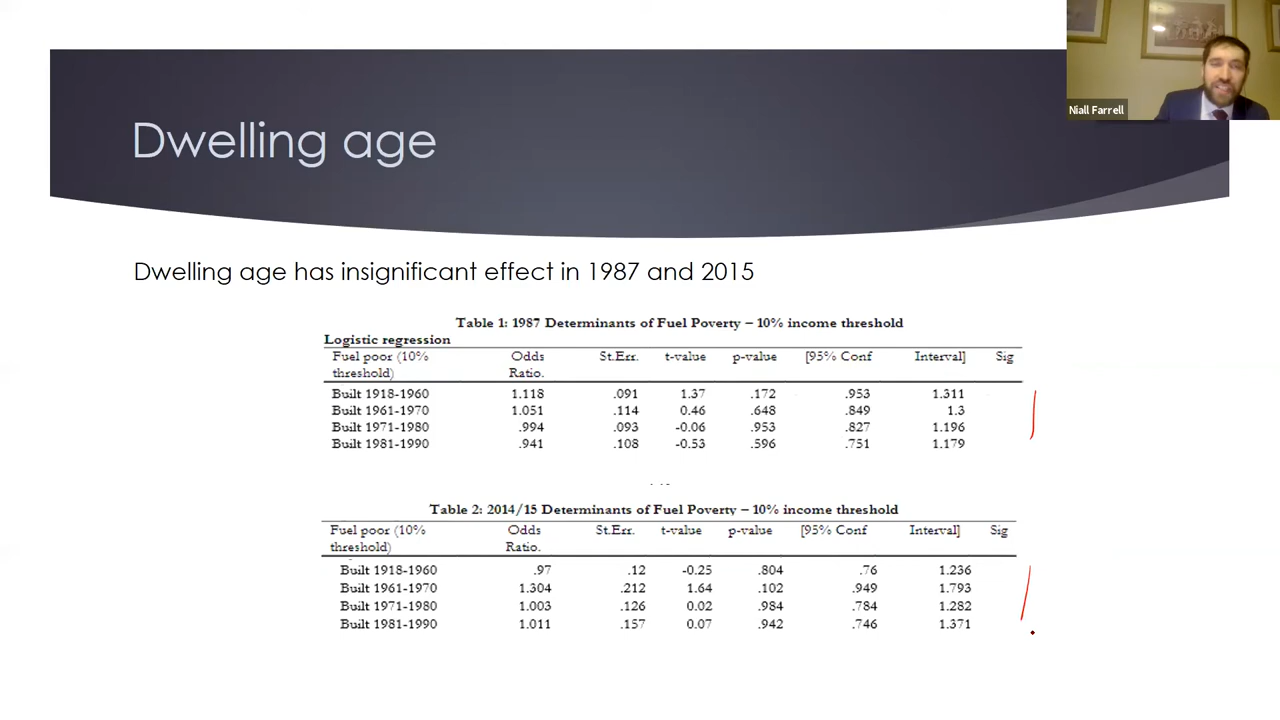 Niall Farrell
Dwelling age
Dwelling age has insignificant effect in 1987 and 2015
Table 1: 1987 Determinants of Fuel Poverty – 10% income threshold
Logistic regression
Fuel poor (10% threshold) Odds Ratio. St.Err. t-value p-value [95% Conf Interval] Sig
Built 1918-1960 1.118 .091 1.37 .172 .953 1.311
Built 1961-1970 1.051 .114 0.46 .648 .849 1.3
Built 1971-1980 .994 .093 -0.06 .953 .827 1.196
Built 1981-1990 .941 .108 -0.53 .596 .751 1.179
Table 2: 2014/15 Determinants of Fuel Poverty – 10% income threshold
Fuel poor (10% threshold) Odds Ratio. St.Err. t-value p-value [95% Conf Interval] Sig
Built 1918-1960 .97 .12 -0.25 .804 .76 1.236
Built 1961-1970 1.304 .212 1.64 .102 .949 1.793
Built 1971-1980 1.003 .126 0.02 .984 .784 1.282
Built 1981-1990 1.011 .157 0.07 .942 .746 1.371